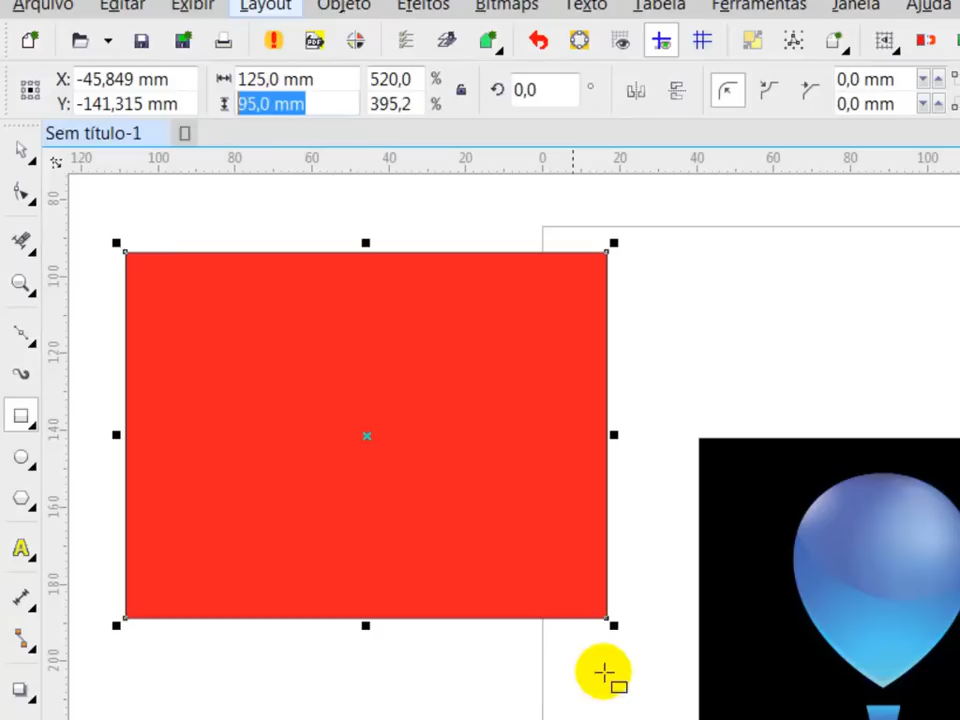 Arquivo Editar Exibir Layout Objeto Efeitos Bitmaps Texto Tabela Ferramentas Janela Ajuda
PDF
X: -45,849 mm 125,0 mm 520,0 % 0,0 ° 0,0 mm
Y: -141,315 mm 95,0 mm 395,2 % 0,0 mm
Sem título-1
120 100 80 60 40 20 0 20 40 60 80 100
80
100
120
140
160
180
200
A